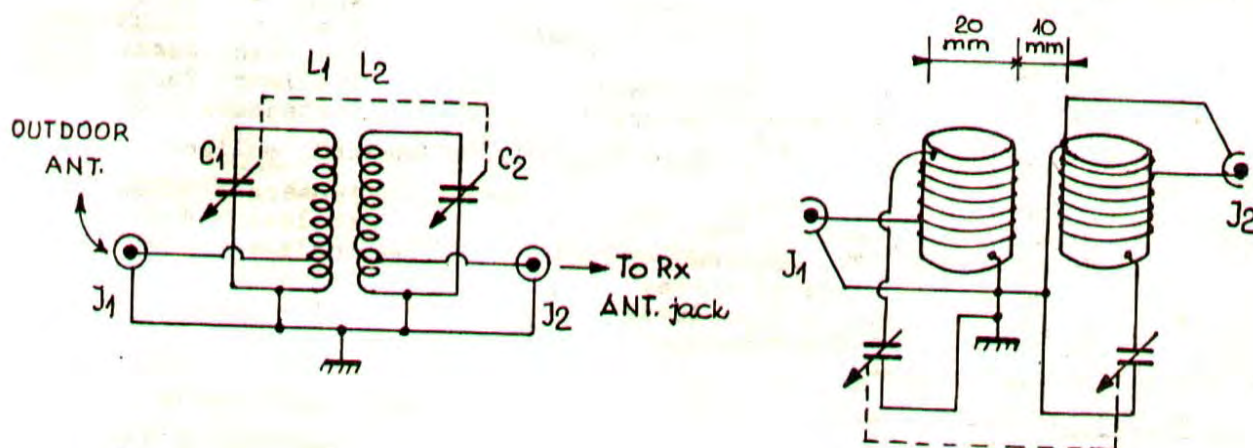 L1 L2
OUTDOOR
ANT.
C1
C2
J1
J2
To Rx
ANT. jack
20
mm
10
mm
J1
J2